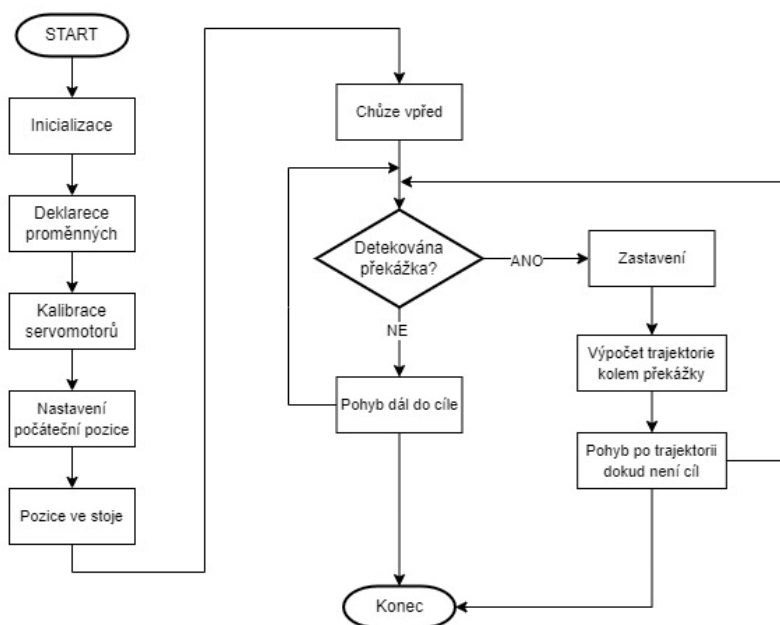 START
Inicializace
Deklarece
proměnných
Kalibrace
servomotorů
Nastavení
počáteční pozice
Pozice ve stoje
Chůze vpřed
Detekována
překážka?
ANO
NE
Zastavení
Výpočet trajektorie
kolem překážky
Pohyb dál do cíle
Pohyb po trajektorii
dokud není cíl
Konec